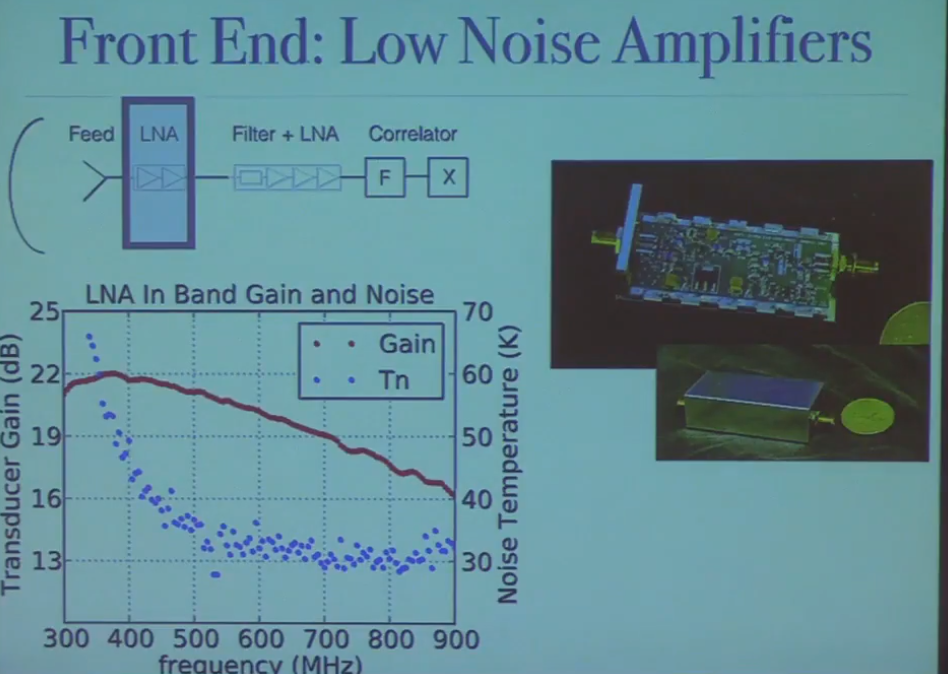 Front End: Low Noise Amplifiers
Feed LNA Filter + LNA Correlator
F X
LNA In Band Gain and Noise
Transducer Gain (dB)
25
22
19
16
13
Gain
Tn
70
60
50
40
30
Noise Temperature (K)
300 400 500 600 700 800 900
frequency (MHz)